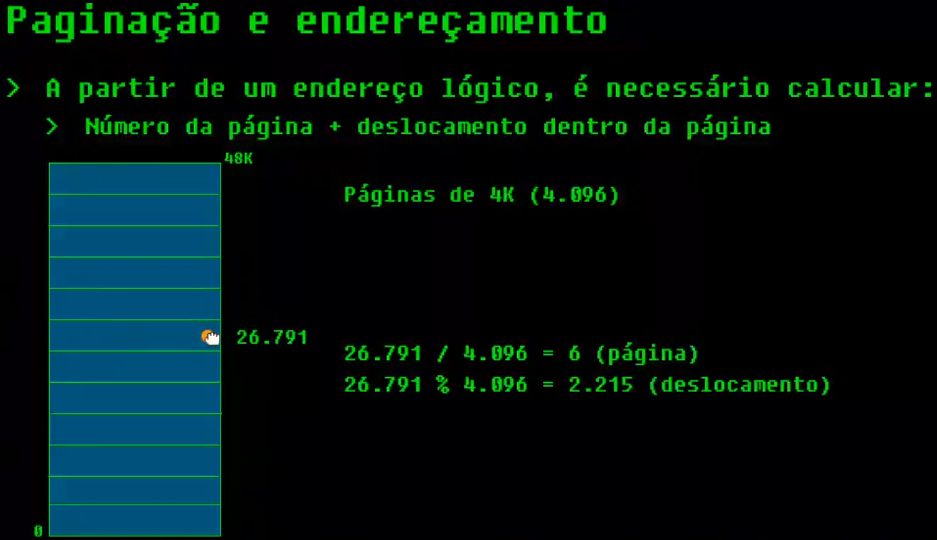 Paginação e endereçamento
> A partir de um endereço lógico, é necessário calcular:
> Número da página + deslocamento dentro da página
48K
Páginas de 4K (4.096)
26.791
26.791 / 4.096 = 6 (página)
26.791 % 4.096 = 2.215 (deslocamento)
0